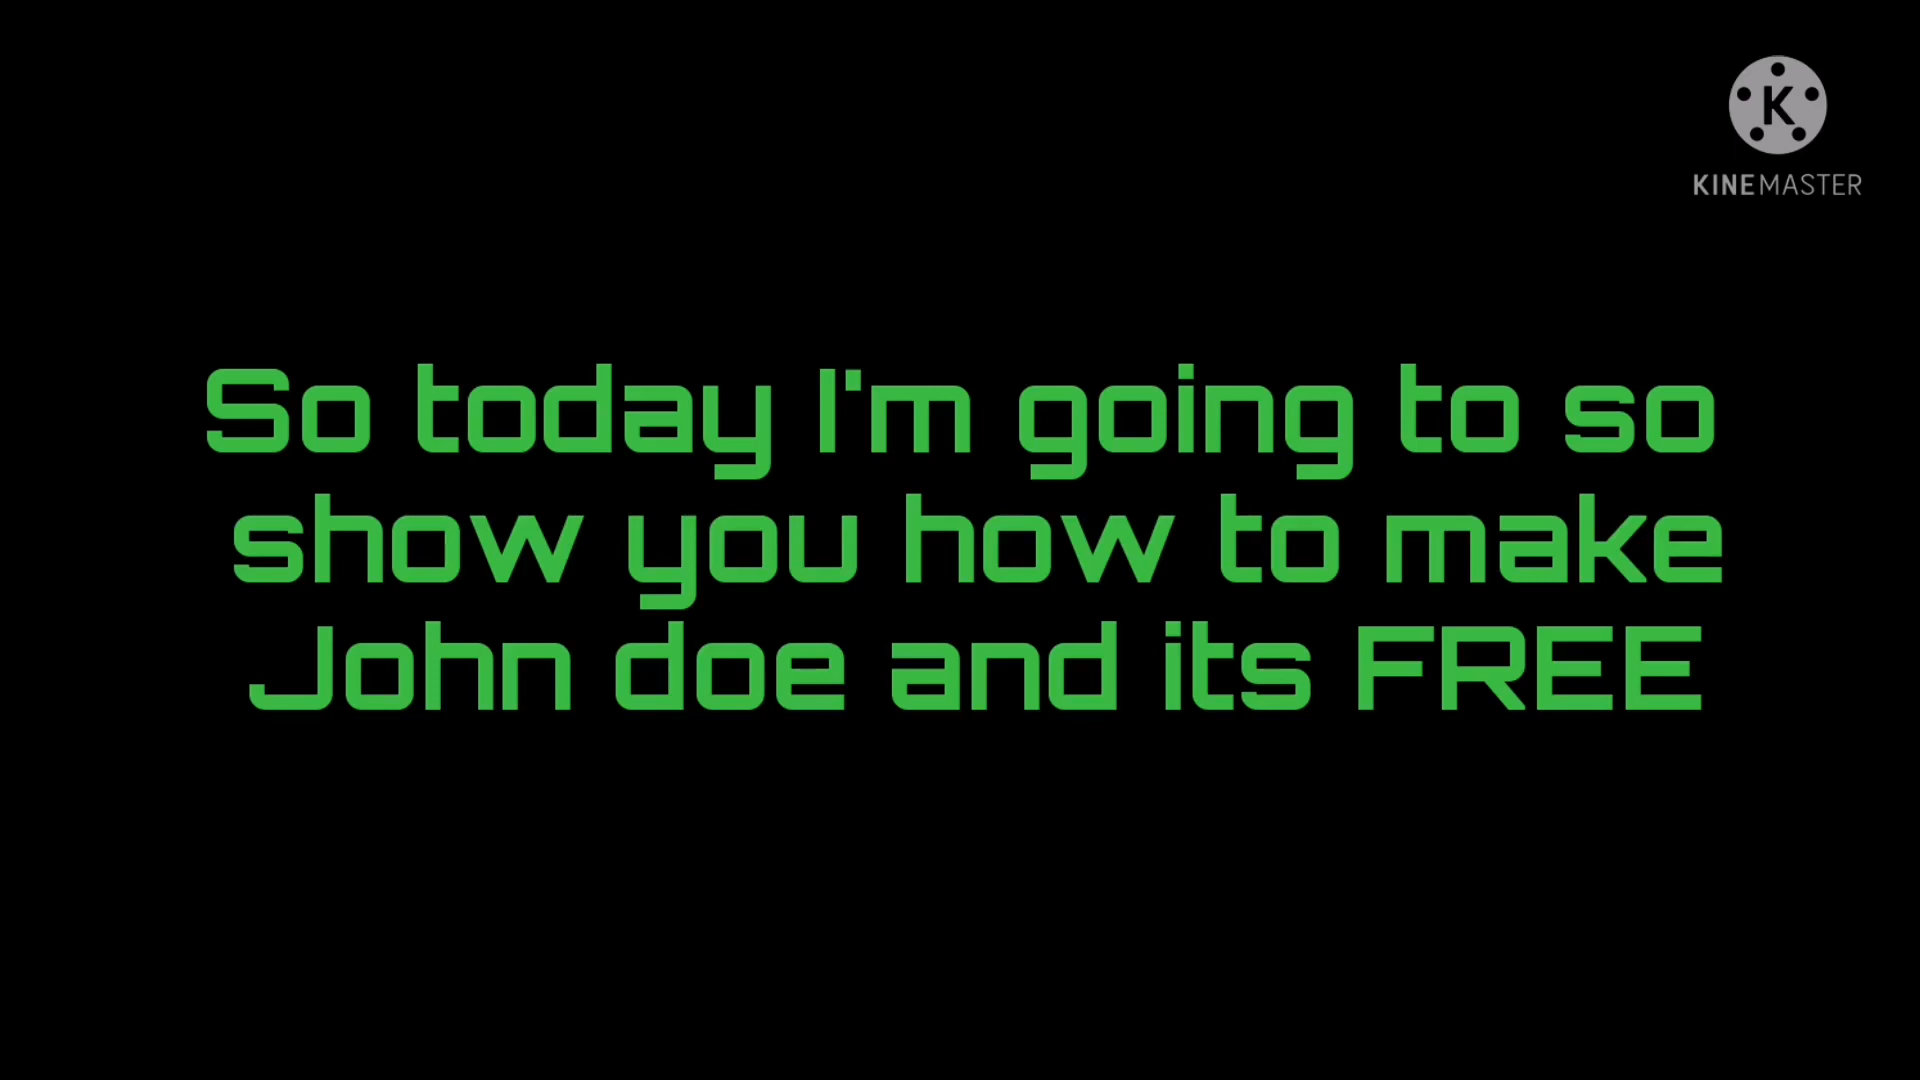 K
KINEMASTER
So today I'm going to so
show you how to make
John doe and its FREE